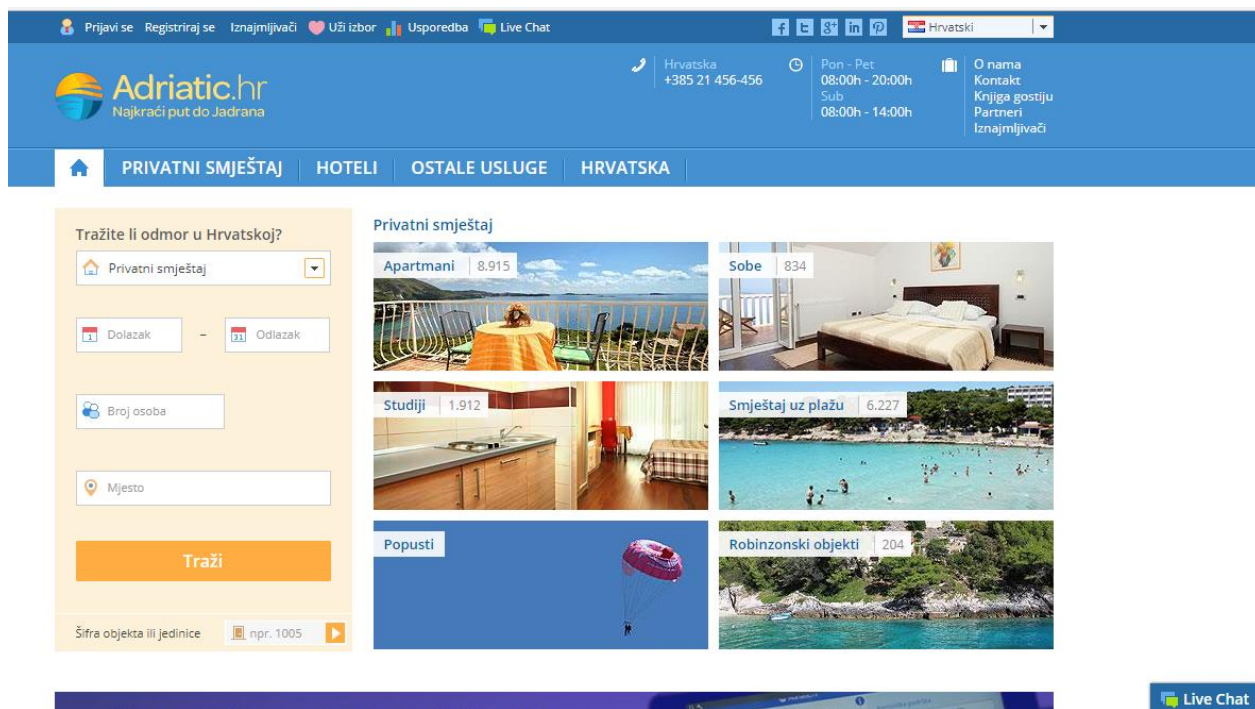 Prijavi se Registriraj se Iznajmljivači Uži izbor Usporedba Live Chat Hrvatski
Adriatic.hr
Najkraći put do Jadrana
Hrvatska
+385 21 456-456
Pon - Pet
08:00h - 20:00h
Sub
08:00h - 14:00h
O nama
Kontakt
Knjiga gostiju
Partneri
Iznajmljivači
PRIVATNI SMJEŠTAJ HOTELI OSTALE USLUGE HRVATSKA
Tražite li odmor u Hrvatskoj?
Privatni smještaj
1 Dolazak – 31 Odlazak
Broj osoba
Mjesto
Traži
Šifra objekta ili jedinice npr. 1005
Privatni smještaj
Apartmani 8.915
Sobe 834
Studiji 1.912
Smještaj uz plažu 6.227
Popusti
Robinzonski objekti 204
Live Chat